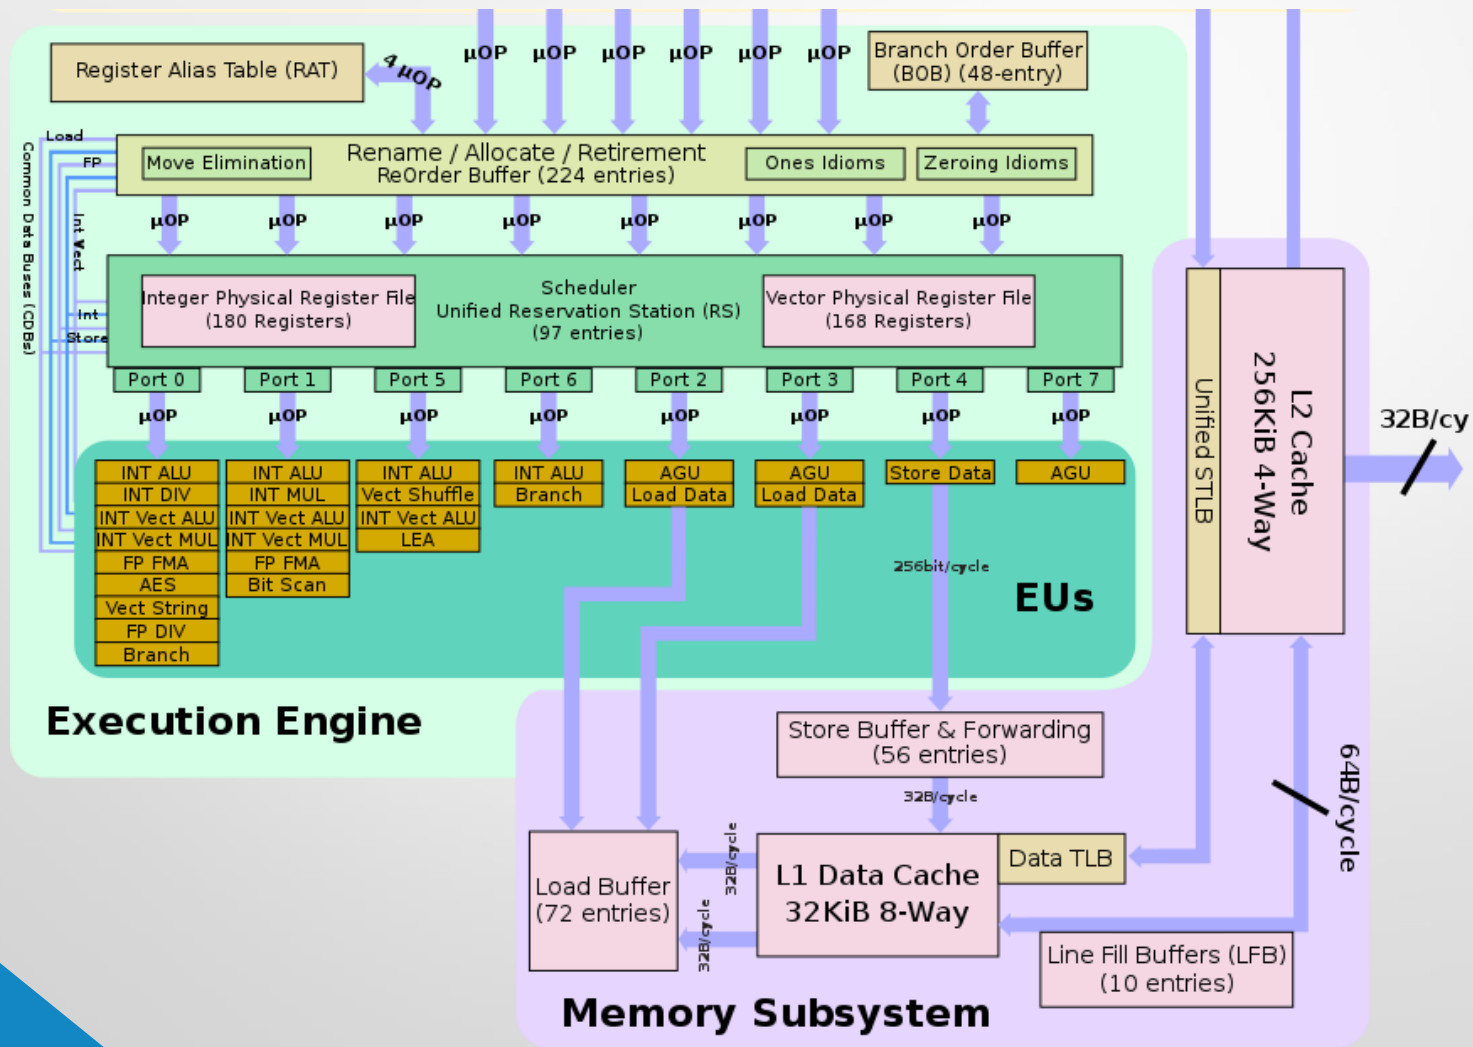 Register Alias Table (RAT)
4 µOP
µOP
µOP
µOP
µOP
µOP
µOP
Branch Order Buffer
(BOB) (48-entry)
Load
FP
Common Data Buses (CDBs)
Int Vect
Int
Store
Move Elimination
Rename / Allocate / Retirement
ReOrder Buffer (224 entries)
Ones Idioms
Zeroing Idioms
µOP
µOP
µOP
µOP
µOP
µOP
µOP
µOP
Integer Physical Register File
(180 Registers)
Scheduler
Unified Reservation Station (RS)
(97 entries)
Vector Physical Register File
(168 Registers)
Port 0
Port 1
Port 5
Port 6
Port 2
Port 3
Port 4
Port 7
µOP
µOP
µOP
µOP
µOP
µOP
µOP
µOP
INT ALU
INT DIV
INT Vect ALU
INT Vect MUL
FP FMA
AES
Vect String
FP DIV
Branch
INT ALU
INT MUL
INT Vect ALU
INT Vect MUL
FP FMA
Bit Scan
INT ALU
Vect Shuffle
INT Vect ALU
LEA
INT ALU
Branch
AGU
Load Data
AGU
Load Data
Store Data
AGU
256bit/cycle
EUs
Execution Engine
Unified STLB
L2 Cache
256KiB 4-Way
32B/cy
64B/cycle
Store Buffer & Forwarding
(56 entries)
32B/cycle
Load Buffer
(72 entries)
32B/cycle
32B/cycle
L1 Data Cache
32KiB 8-Way
Data TLB
Line Fill Buffers (LFB)
(10 entries)
Memory Subsystem